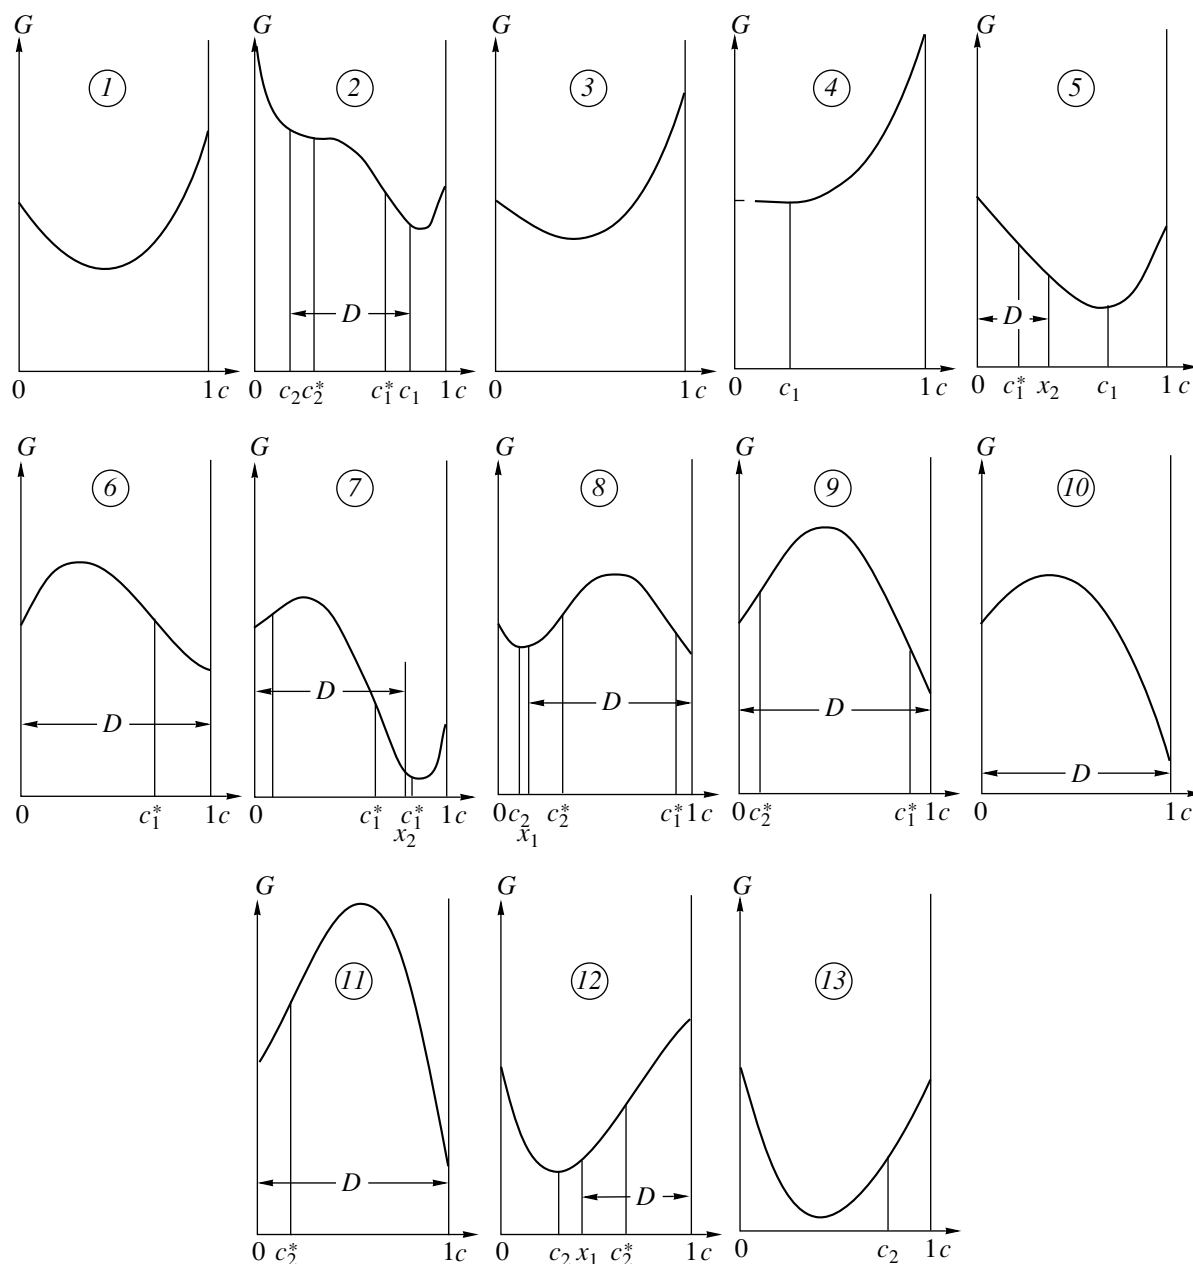 G G G G G
1 2 3 4 5
D D
0 1 c 0 c₂ c₂* c₁* c₁ 1 c 0 1 c 0 c₁ 1 c 0 c₁* x₂ c₁ 1 c
G G G G G
6 7 8 9 10
D D D D D
0 c₁* 1 c 0 c₁* c₁* 1 c 0 c₂ c₂* c₁* 1 c 0 c₂* c₁* 1 c 0 1 c
x₂ x₁
G G G
11 12 13
D D
0 c₂* 1 c 0 c₂ x₁ c₂* 1 c 0 c₂ 1 c